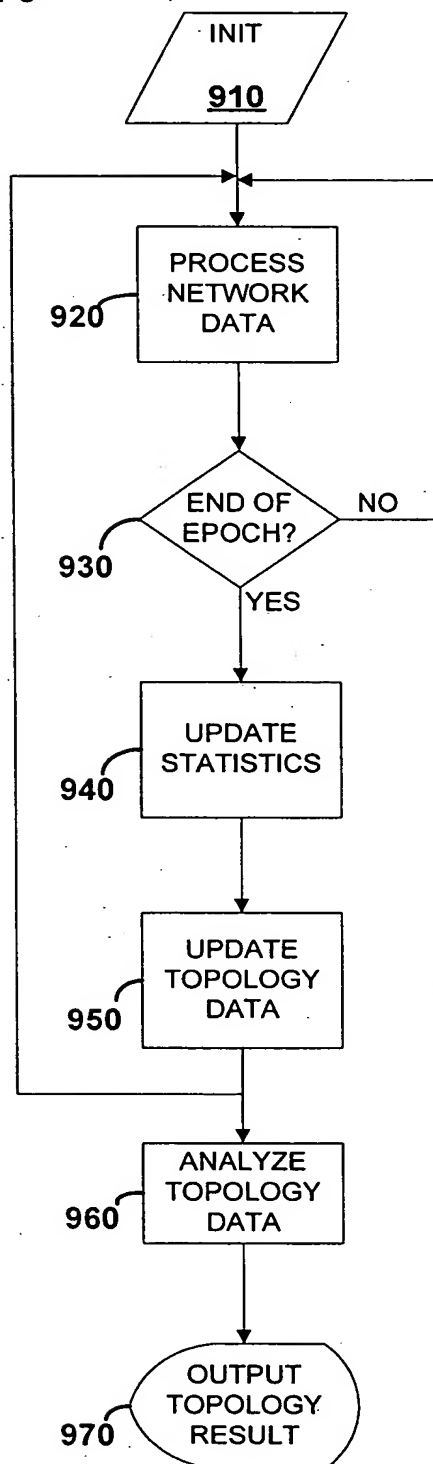 INIT
910
PROCESS
NETWORK
DATA
920
END OF
EPOCH?
NO
930
YES
UPDATE
STATISTICS
940
UPDATE
TOPOLOGY
DATA
950
ANALYZE
TOPOLOGY
DATA
960
OUTPUT
TOPOLOGY
RESULT
970